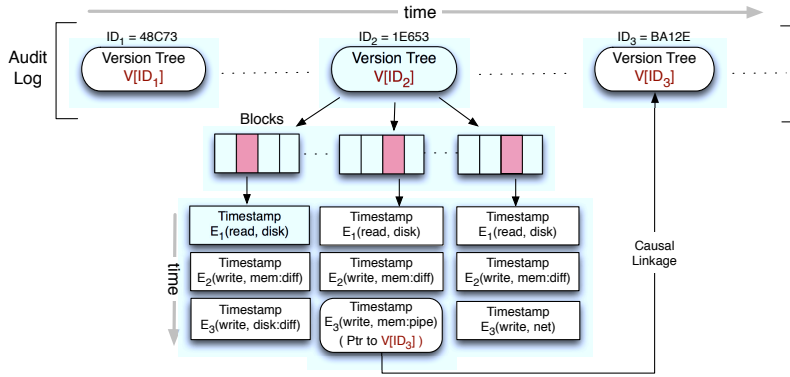 time
Audit
Log
ID1 = 48C73
Version Tree
V[ID1]
ID2 = 1E653
Version Tree
V[ID2]
ID3 = BA12E
Version Tree
V[ID3]
Blocks
time
Timestamp
E1(read, disk)
Timestamp
E1(read, disk)
Timestamp
E1(read, disk)
Timestamp
E2(write, mem:diff)
Timestamp
E2(write, mem:diff)
Timestamp
E2(write, mem:diff)
Timestamp
E3(write, disk:diff)
Timestamp
E3(write, mem:pipe)
( Ptr to V[ID3] )
Timestamp
E3(write, net)
Causal
Linkage